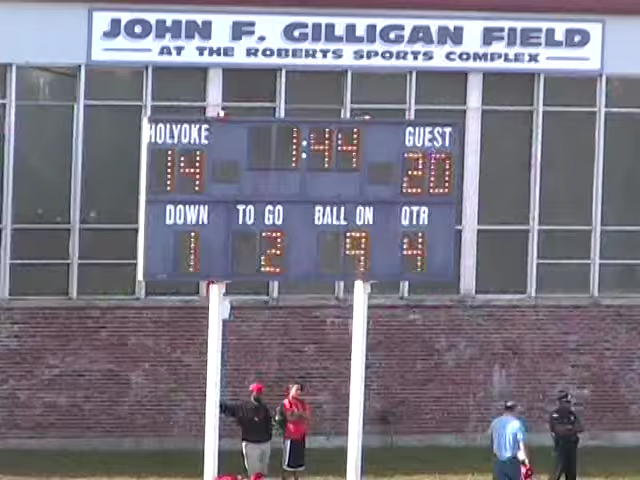 JOHN F. GILLIGAN FIELD
AT THE ROBERTS SPORTS COMPLEX
HOLYOKE 1:44 GUEST
14 20
DOWN TO GO BALL ON QTR
1 2 9 4